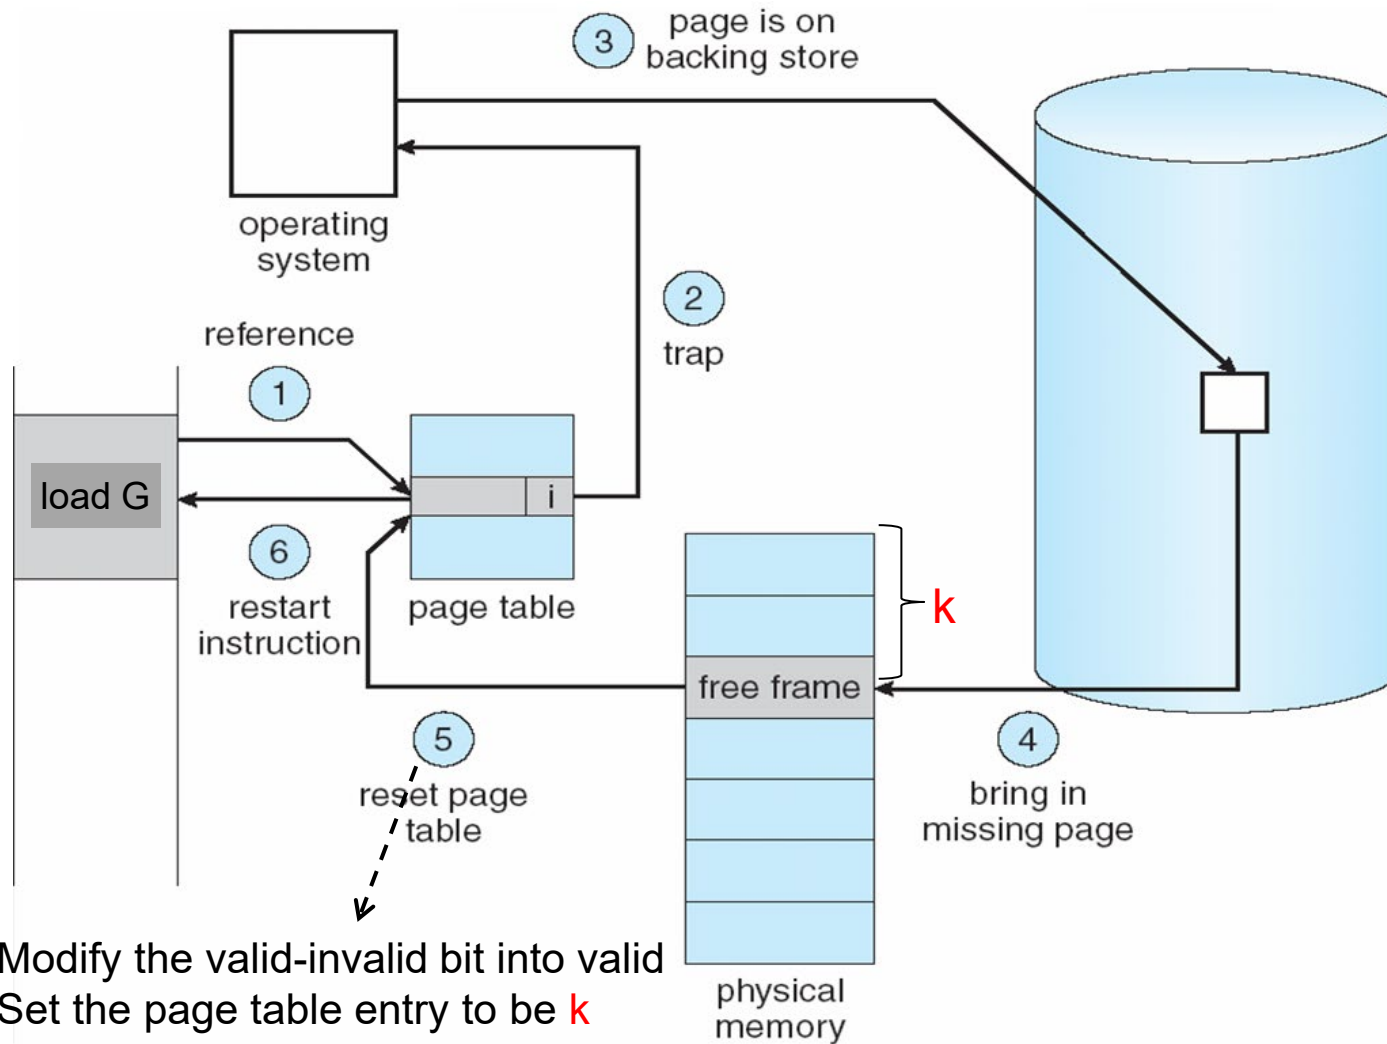 3
page is on
backing store
operating
system
2
trap
reference
1
load G
i
6
restart
instruction
page table
k
free frame
5
reset page
table
4
bring in
missing page
Modify the valid-invalid bit into valid
Set the page table entry to be k
physical
memory